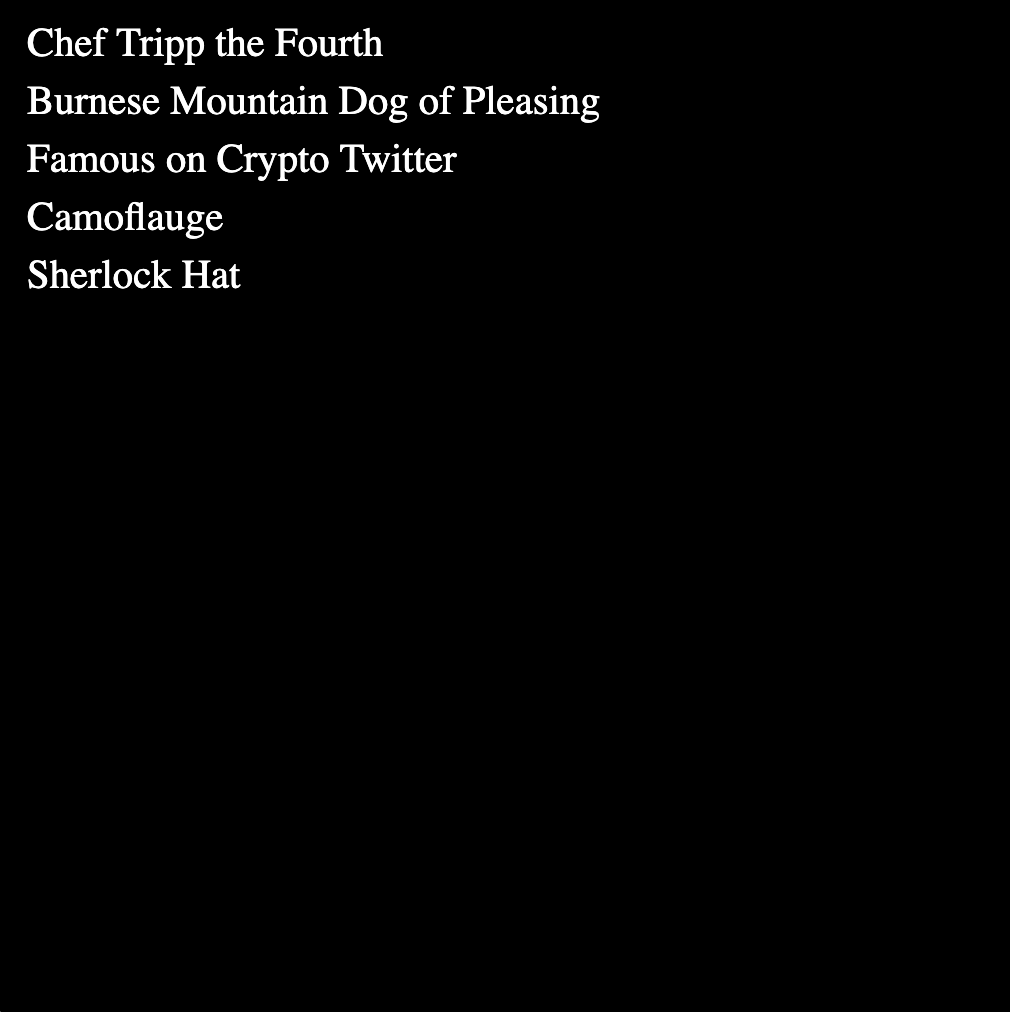 Chef Tripp the Fourth
Burnese Mountain Dog of Pleasing
Famous on Crypto Twitter
Camoflauge
Sherlock Hat